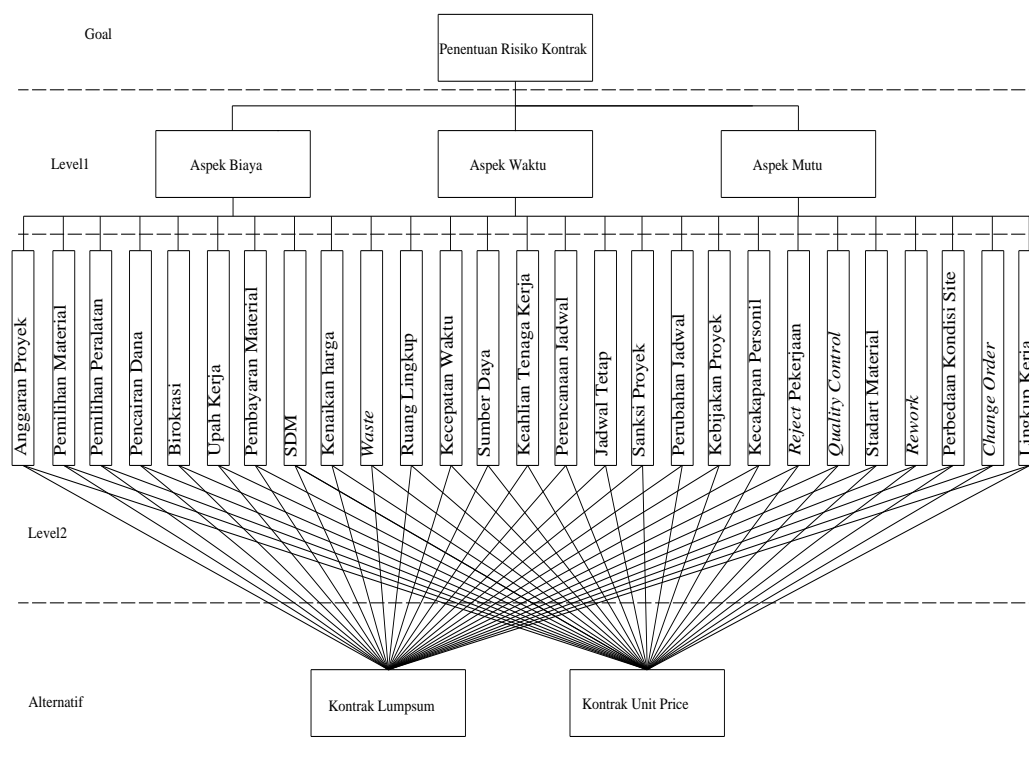 Goal
Penentuan Risiko Kontrak
Level1
Aspek Biaya
Aspek Waktu
Aspek Mutu
Anggaran Proyek
Pemilihan Material
Pemilihan Peralatan
Pencairan Dana
Birokrasi
Upah Kerja
Pembayaran Material
SDM
Kenaikan harga
Waste
Ruang Lingkup
Kecepatan Waktu
Sumber Daya
Keahlian Tenaga Kerja
Perencanaan Jadwal
Jadwal Tetap
Sanksi Proyek
Perubahan Jadwal
Kebijakan Proyek
Kecakapan Personil
Reject Pekerjaan
Quality Control
Stadart Material
Rework
Perbedaan Kondisi Site
Change Order
Lingkup Kerja
Level2
Alternatif
Kontrak Lumpsum
Kontrak Unit Price